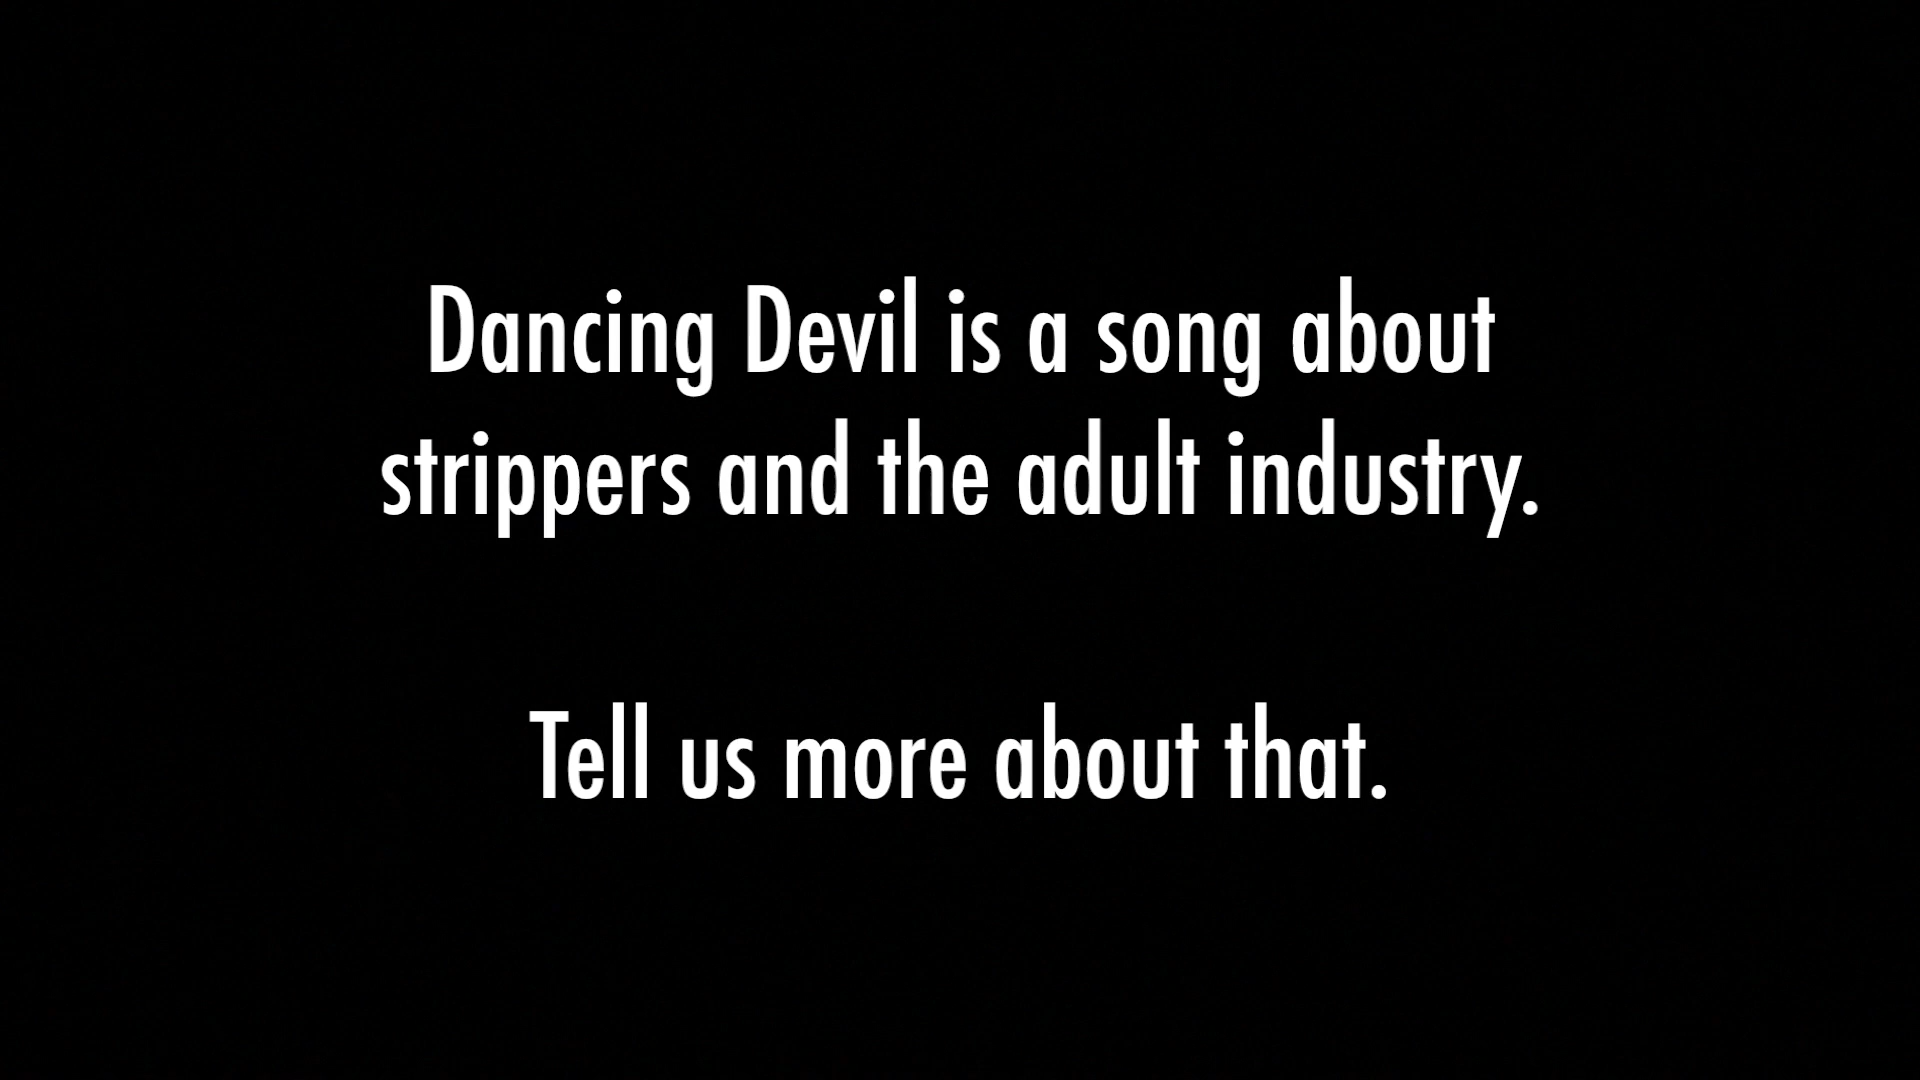 Dancing Devil is a song about
strippers and the adult industry.
Tell us more about that.